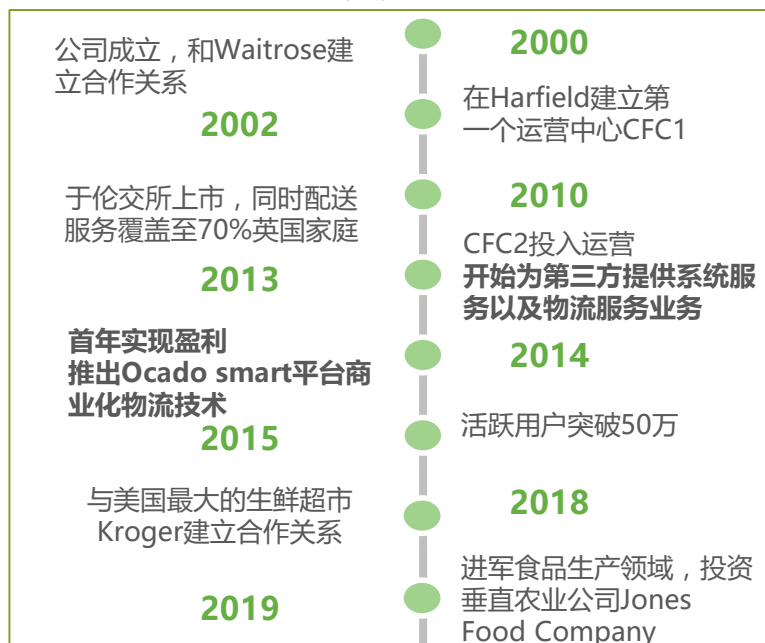 公司成立，和Waitrose建
立合作关系
2000
2002
在Harfield建立第
一个运营中心CFC1
于伦交所上市，同时配送
服务覆盖至70%英国家庭
2010
2013
CFC2投入运营
开始为第三方提供系统服
务以及物流服务业务
首年实现盈利
推出Ocado smart平台商
业化物流技术
2014
2015
活跃用户突破50万
与美国最大的生鲜超市
Kroger建立合作关系
2018
2019
进军食品生产领域，投资
垂直农业公司Jones
Food Company